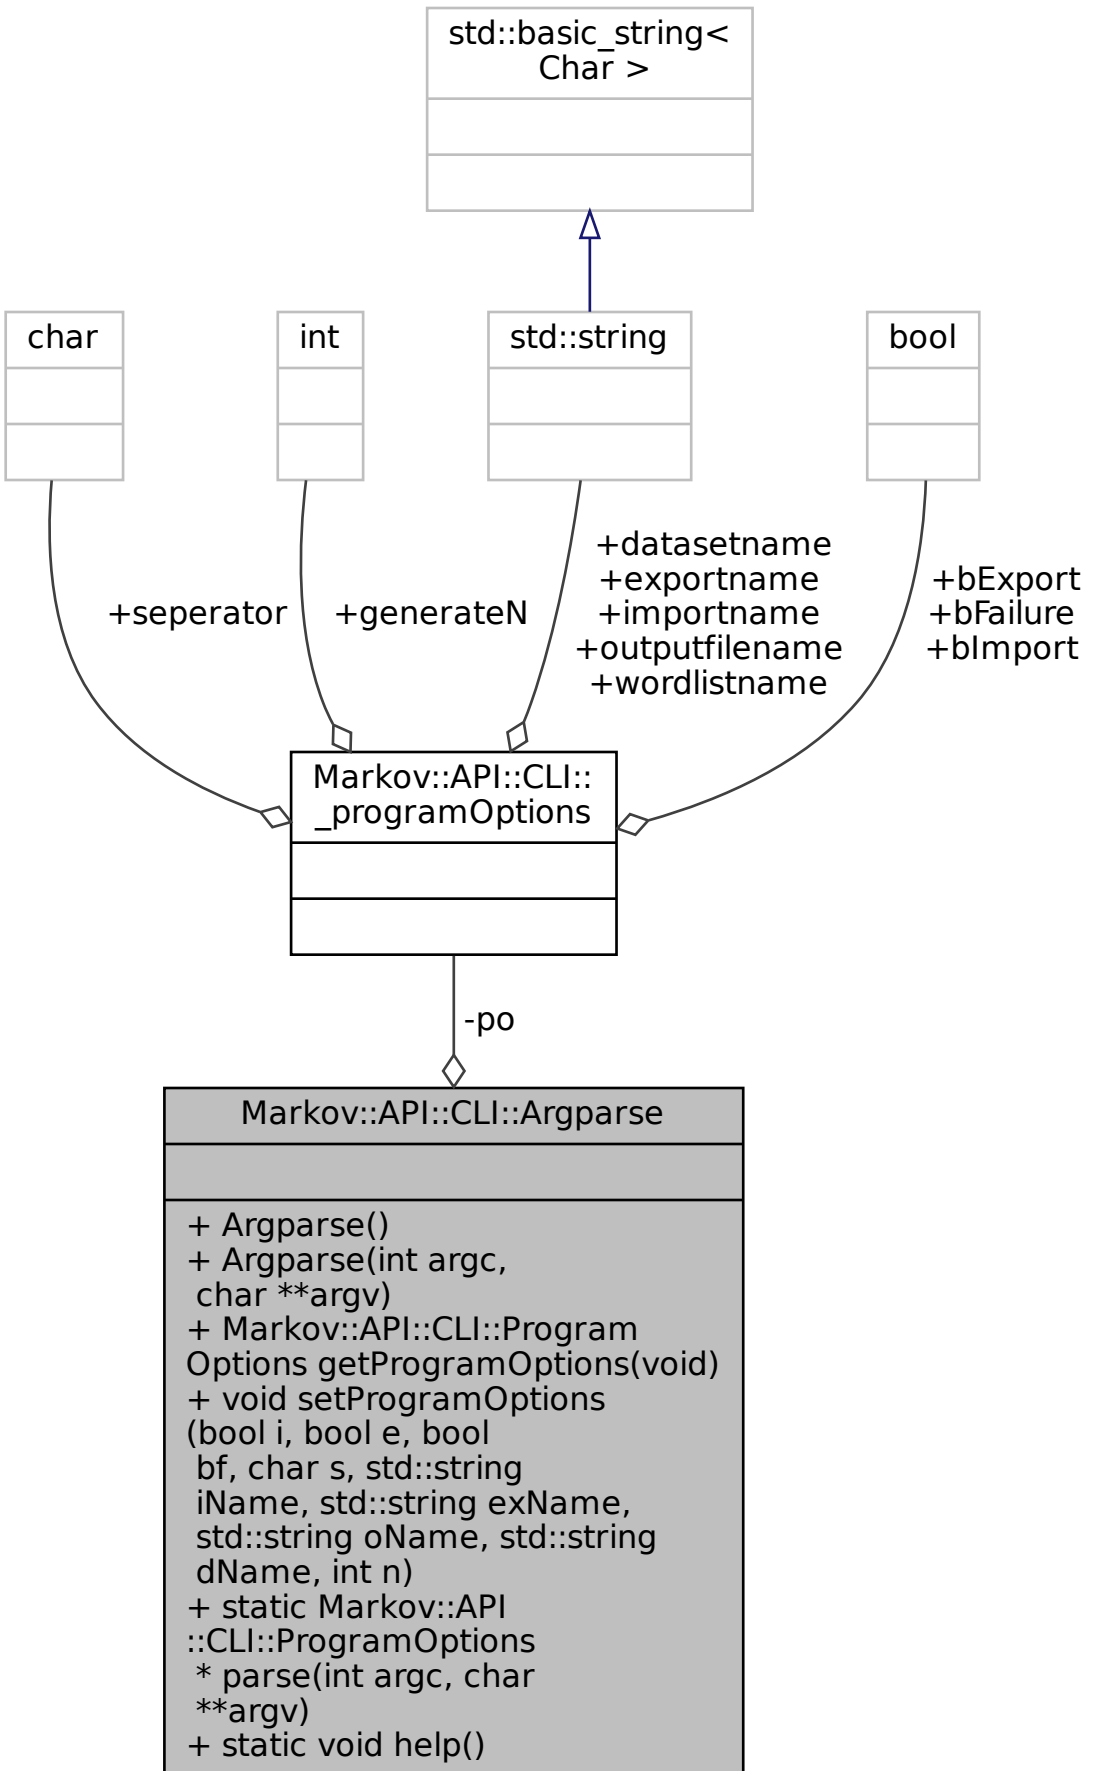 std::basic_string<
Char >
char
int
std::string
bool
+seperator
+generateN
+datasetname
+exportname
+importname
+outputfilename
+wordlistname
+bExport
+bFailure
+bImport
Markov::API::CLI::
_programOptions
-po
Markov::API::CLI::Argparse
+ Argparse()
+ Argparse(int argc,
char **argv)
+ Markov::API::CLI::Program
Options getProgramOptions(void)
+ void setProgramOptions
(bool i, bool e, bool
bf, char s, std::string
iName, std::string exName,
std::string oName, std::string
dName, int n)
+ static Markov::API
::CLI::ProgramOptions
* parse(int argc, char
**argv)
+ static void help()